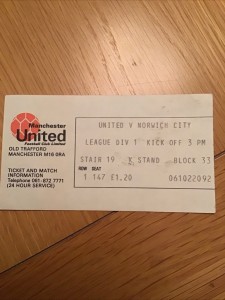 Manchester
United
Football Club Limited
OLD TRAFFORD
MANCHESTER M16 0RA
TICKET AND MATCH
INFORMATION
Telephone 061-872 7771
(24 HOUR SERVICE)
UNITED V NORWICH CITY
LEAGUE DIV 1 KICK OFF 3 PM
STAIR 19 STAND BLOCK 33
ROW SEAT
1 147 £1.20 061022092